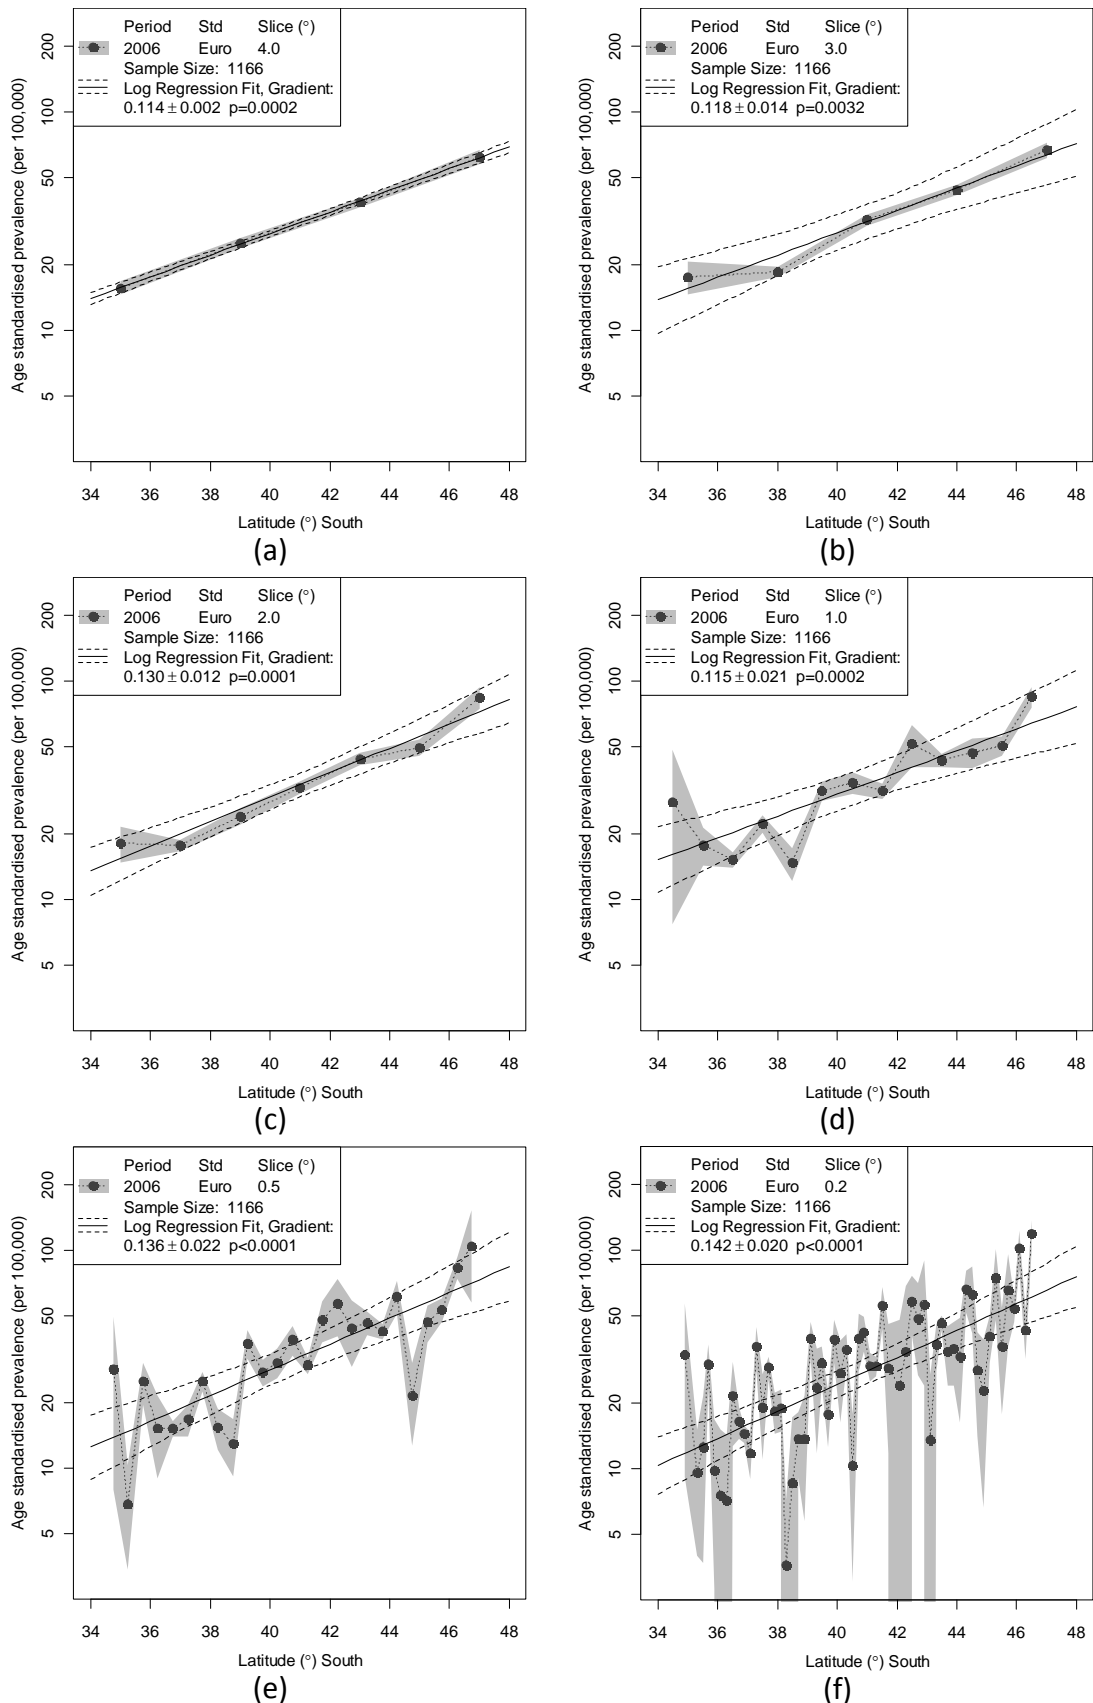 Period Std Slice (°)
2006 Euro 4.0
Sample Size: 1166
Log Regression Fit, Gradient:
0.114 ± 0.002 p=0.0002
Age standardised prevalence (per 100,000)
200
100
50
20
10
5
34 36 38 40 42 44 46 48
Latitude (°) South
(a)
Period Std Slice (°)
2006 Euro 3.0
Sample Size: 1166
Log Regression Fit, Gradient:
0.118 ± 0.014 p=0.0032
Age standardised prevalence (per 100,000)
200
100
50
20
10
5
34 36 38 40 42 44 46 48
Latitude (°) South
(b)
Period Std Slice (°)
2006 Euro 2.0
Sample Size: 1166
Log Regression Fit, Gradient:
0.130 ± 0.012 p=0.0001
Age standardised prevalence (per 100,000)
200
100
50
20
10
5
34 36 38 40 42 44 46 48
Latitude (°) South
(c)
Period Std Slice (°)
2006 Euro 1.0
Sample Size: 1166
Log Regression Fit, Gradient:
0.115 ± 0.021 p=0.0002
Age standardised prevalence (per 100,000)
200
100
50
20
10
5
34 36 38 40 42 44 46 48
Latitude (°) South
(d)
Period Std Slice (°)
2006 Euro 0.5
Sample Size: 1166
Log Regression Fit, Gradient:
0.136 ± 0.022 p<0.0001
Age standardised prevalence (per 100,000)
200
100
50
20
10
5
34 36 38 40 42 44 46 48
Latitude (°) South
(e)
Period Std Slice (°)
2006 Euro 0.2
Sample Size: 1166
Log Regression Fit, Gradient:
0.142 ± 0.020 p<0.0001
Age standardised prevalence (per 100,000)
200
100
50
20
10
5
34 36 38 40 42 44 46 48
Latitude (°) South
(f)